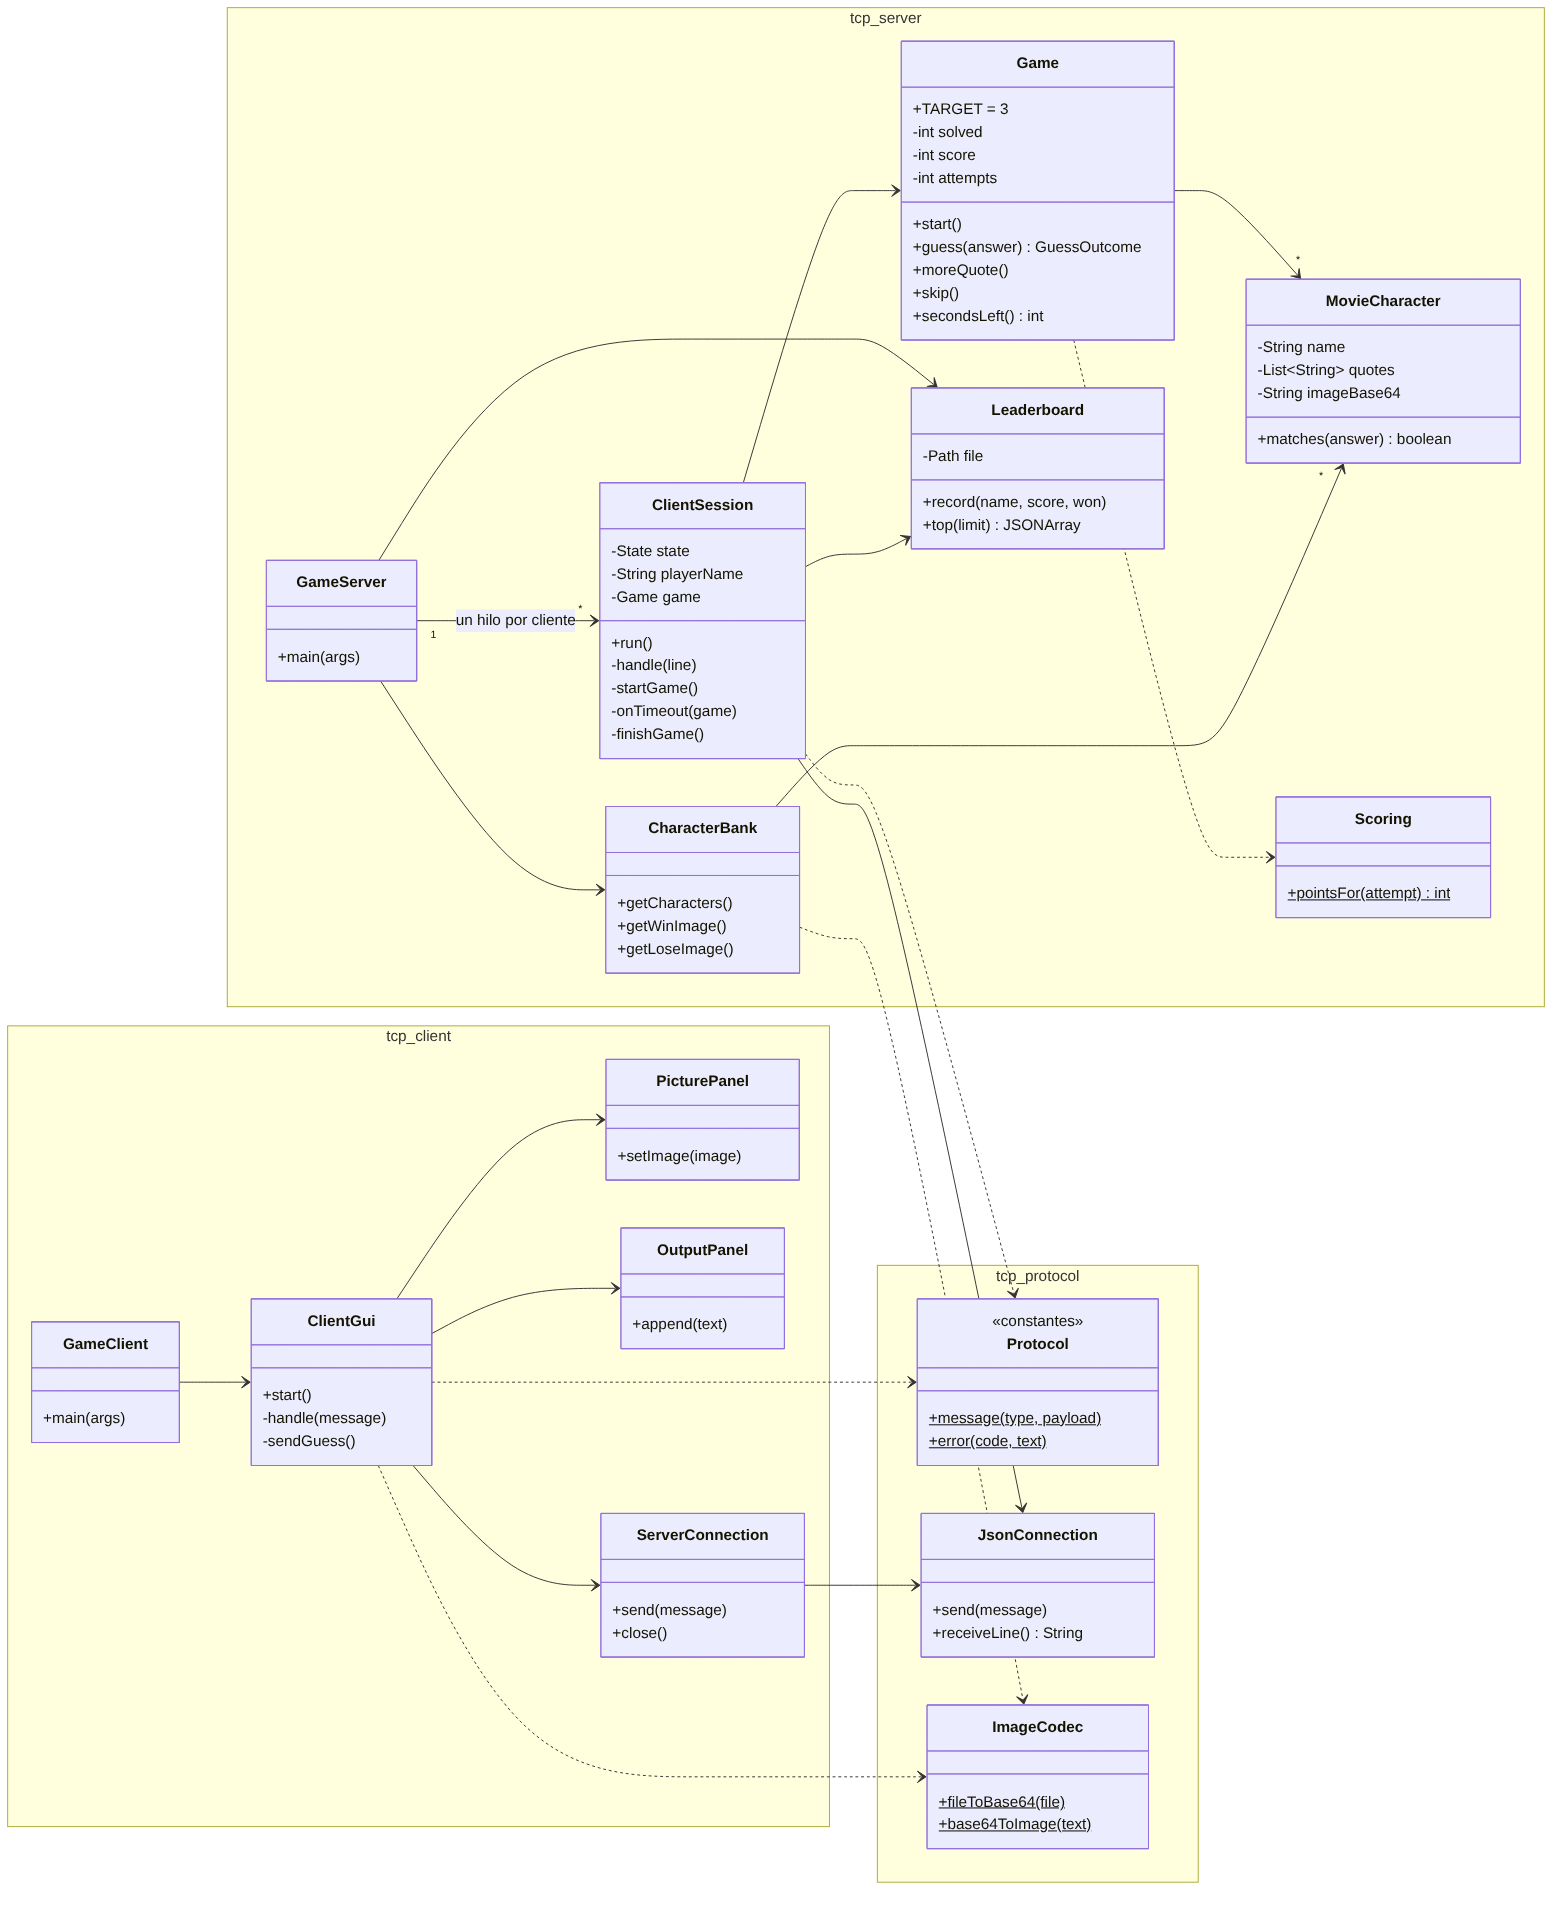 tcp_server
Game
+TARGET = 3
-int solved
-int score
-int attempts
+start()
+guess(answer) : GuessOutcome
+moreQuote()
+skip()
+secondsLeft() : int
*
MovieCharacter
-String name
-List<String> quotes
-String imageBase64
+matches(answer) : boolean
*
Leaderboard
-Path file
+record(name, score, won)
+top(limit) : JSONArray
ClientSession
-State state
-String playerName
-Game game
+run()
-handle(line)
-startGame()
-onTimeout(game)
-finishGame()
GameServer
+main(args)
1
un hilo por cliente
*
CharacterBank
+getCharacters()
+getWinImage()
+getLoseImage()
Scoring
+pointsFor(attempt) : int
tcp_client
PicturePanel
+setImage(image)
OutputPanel
+append(text)
GameClient
+main(args)
ClientGui
+start()
-handle(message)
-sendGuess()
ServerConnection
+send(message)
+close()
tcp_protocol
«constantes»
Protocol
+message(type, payload)
+error(code, text)
JsonConnection
+send(message)
+receiveLine() : String
ImageCodec
+fileToBase64(file)
+base64ToImage(text)